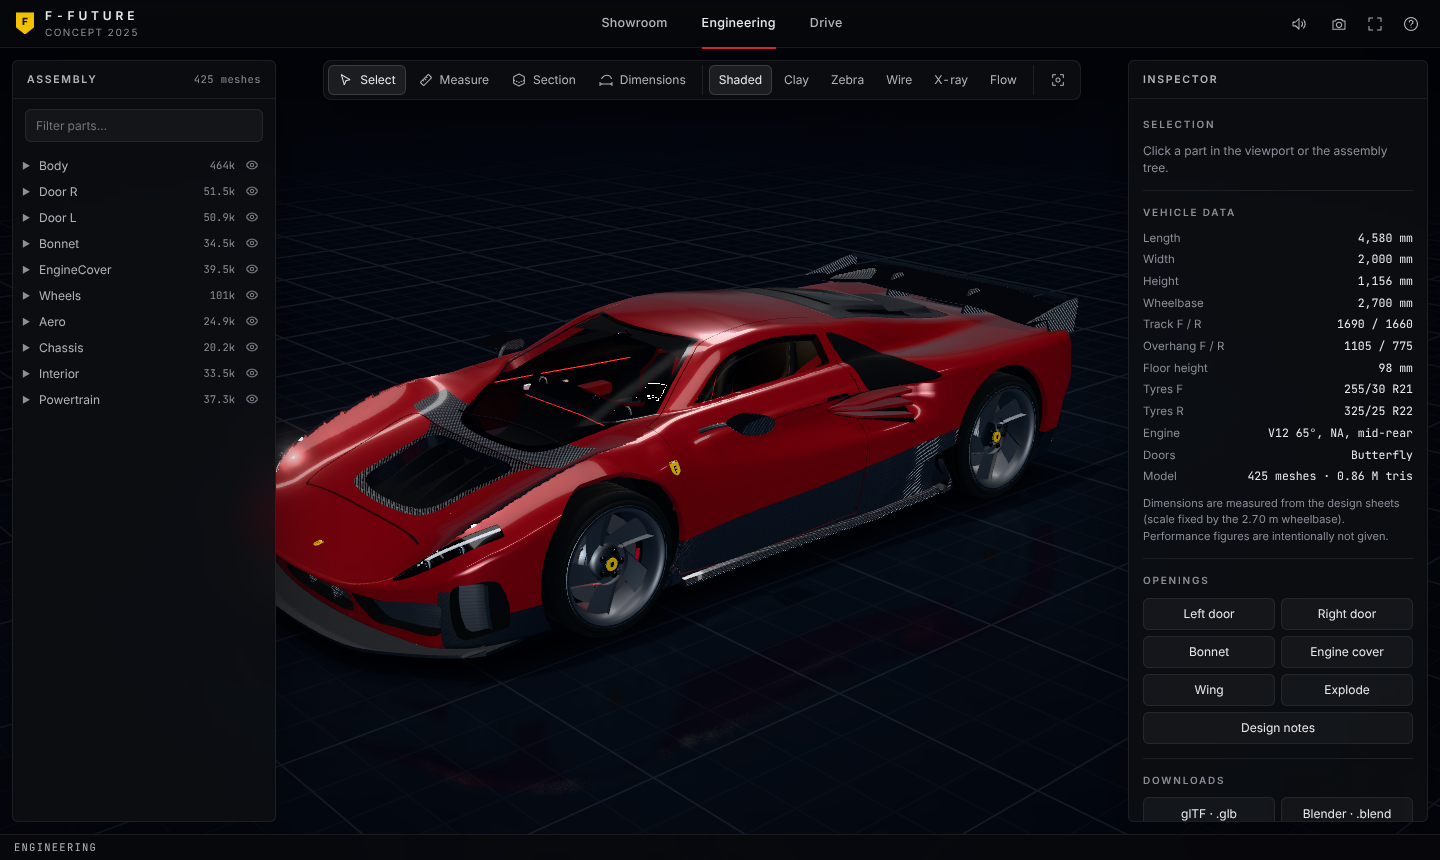 F
F-FUTURE
CONCEPT 2025
Showroom
Engineering
Drive
ASSEMBLY
425 meshes
Filter parts...
Body 464k
Door R 51.5k
Door L 50.9k
Bonnet 34.5k
EngineCover 39.5k
Wheels 101k
Aero 24.9k
Chassis 20.2k
Interior 33.5k
Powertrain 37.3k
Select Measure Section Dimensions Shaded Clay Zebra Wire X-ray Flow
INSPECTOR
SELECTION
Click a part in the viewport or the assembly
tree.
VEHICLE DATA
Length 4,580 mm
Width 2,000 mm
Height 1,156 mm
Wheelbase 2,700 mm
Track F / R 1690 / 1660
Overhang F / R 1105 / 775
Floor height 98 mm
Tyres F 255/30 R21
Tyres R 325/25 R22
Engine V12 65°, NA, mid-rear
Doors Butterfly
Model 425 meshes · 0.86 M tris
Dimensions are measured from the design sheets
(scale fixed by the 2.70 m wheelbase).
Performance figures are intentionally not given.
OPENINGS
Left door Right door
Bonnet Engine cover
Wing Explode
Design notes
DOWNLOADS
glTF · .glb Blender · .blend
ENGINEERING